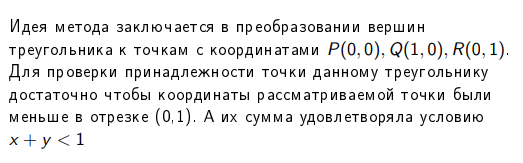 Идея метода заключается в преобразовании вершин
треугольника к точкам с координатами P(0,0), Q(1,0), R(0,1).
Для проверки принадлежности точки данному треугольнику
достаточно чтобы координаты рассматриваемой точки были
меньше в отрезке (0,1). А их сумма удовлетворяла условию
x + y < 1